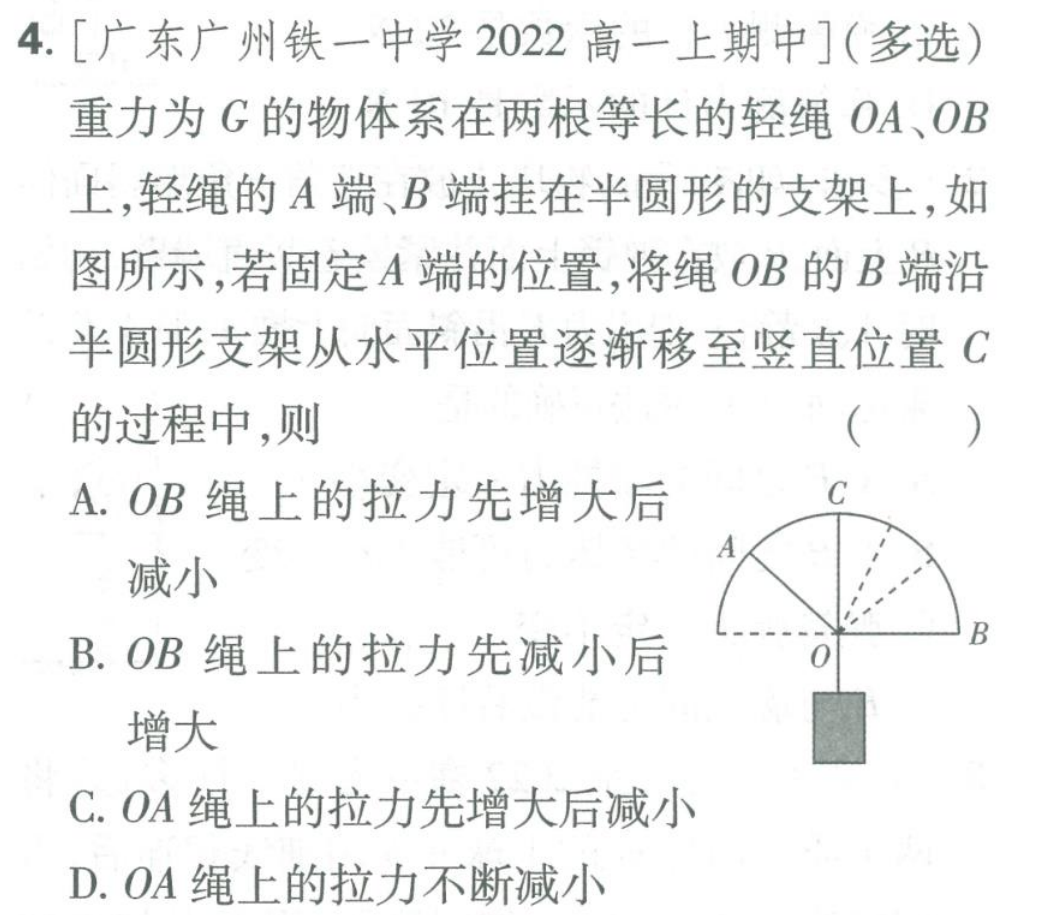 4. [广东广州铁一中学 2022 高一上期中](多选)
重力为 G 的物体系在两根等长的轻绳 OA、OB
上,轻绳的 A 端、B 端挂在半圆形的支架上,如
图所示,若固定 A 端的位置,将绳 OB 的 B 端沿
半圆形支架从水平位置逐渐移至竖直位置 C
的过程中,则 (　　)
A. OB 绳上的拉力先增大后
减小
B. OB 绳上的拉力先减小后
增大
C. OA 绳上的拉力先增大后减小
D. OA 绳上的拉力不断减小
C
A
B
O